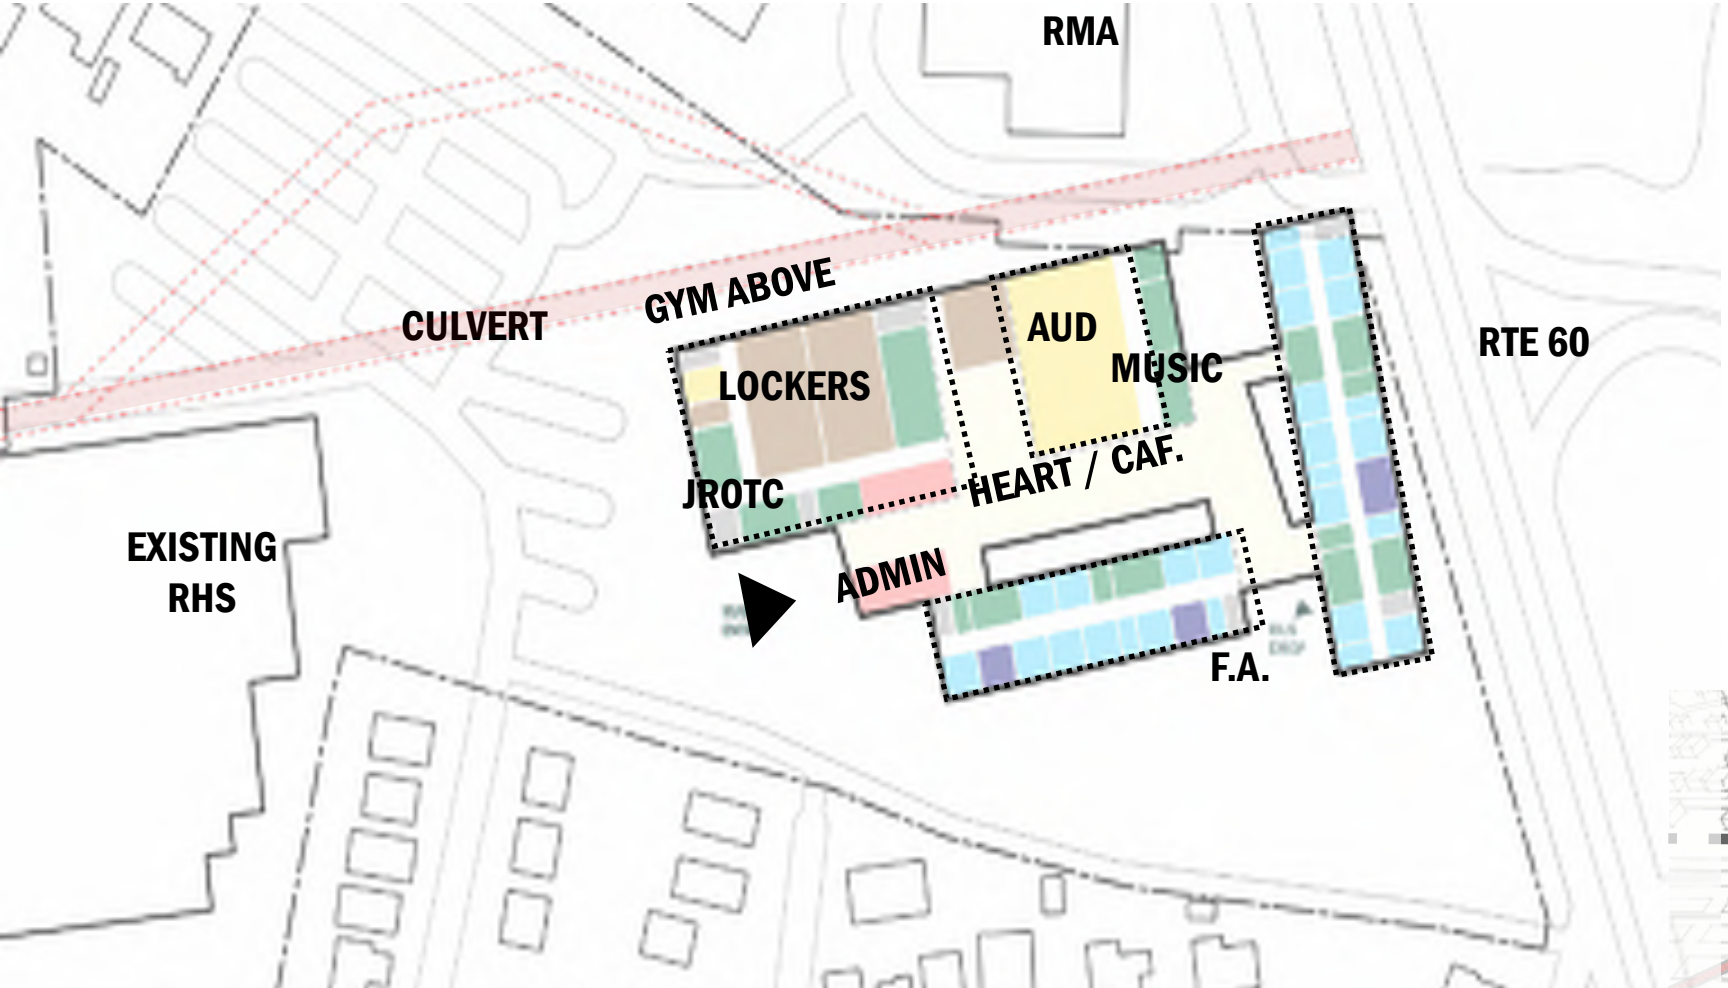 RMA
GYM ABOVE
CULVERT
AUD
RTE 60
MUSIC
LOCKERS
HEART / CAF.
JROTC
EXISTING
RHS
ADMIN
F.A.